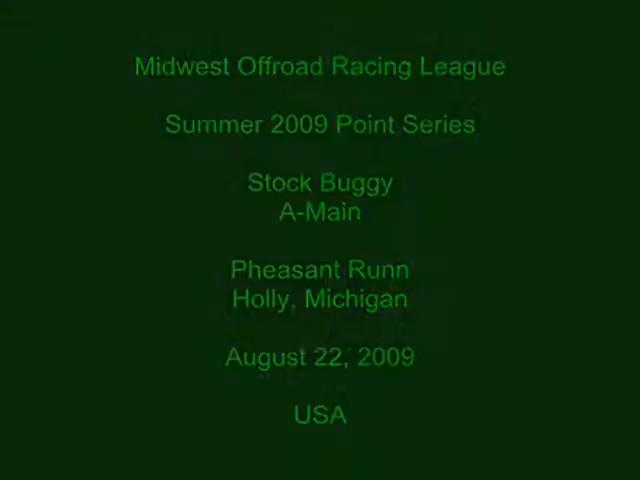 Midwest Offroad Racing League
Summer 2009 Point Series
Stock Buggy
A-Main
Pheasant Runn
Holly, Michigan
August 22, 2009
USA